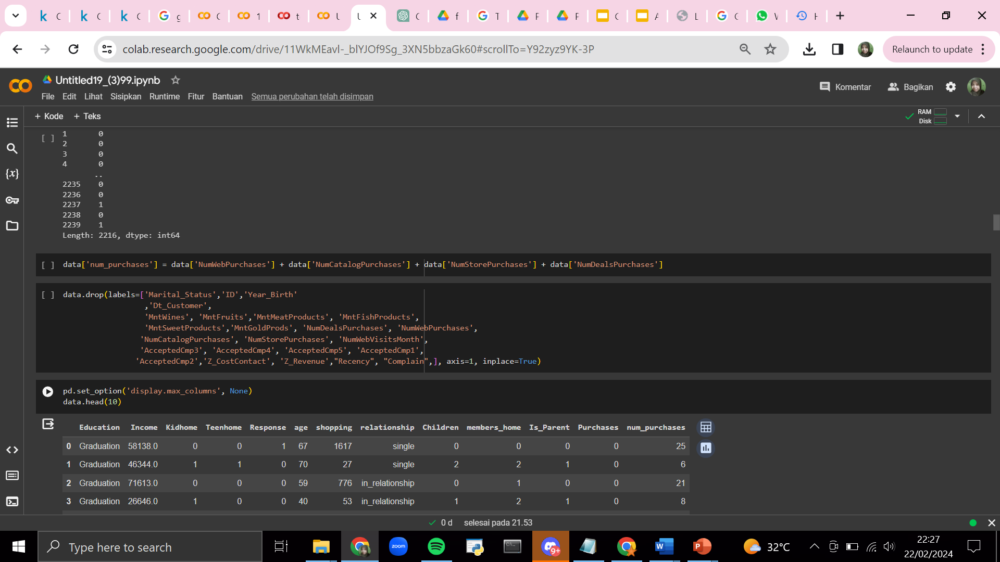 colab.research.google.com/drive/11WkMEavl-_blYJOf9Sg_3XN5bbzaGk60#scrollTo=Y92zyz9YK-3P
Relaunch to update
Untitled19_(3)99.ipynb
Komentar
Bagikan
File Edit Lihat Sisipkan Runtime Fitur Bantuan Semua perubahan telah disimpan
+ Kode + Teks
RAM
Disk
[ ] 1 0
2 0
3 0
4 0
..
2235 0
2236 0
2237 1
2238 0
2239 1
Length: 2216, dtype: int64
[ ] data['num_purchases'] = data['NumWebPurchases'] + data['NumCatalogPurchases'] + data['NumStorePurchases'] + data['NumDealsPurchases']
[ ] data.drop(labels=['Marital_Status','ID','Year_Birth'
,'Dt_Customer',
'MntWines', 'MntFruits','MntMeatProducts', 'MntFishProducts',
'MntSweetProducts','MntGoldProds', 'NumDealsPurchases', 'NumWebPurchases',
'NumCatalogPurchases', 'NumStorePurchases', 'NumWebVisitsMonth',
'AcceptedCmp3', 'AcceptedCmp4', 'AcceptedCmp5', 'AcceptedCmp1',
'AcceptedCmp2','Z_CostContact', 'Z_Revenue',"Recency", "Complain",], axis=1, inplace=True)
pd.set_option('display.max_columns', None)
data.head(10)
Education Income Kidhome Teenhome Response age shopping relationship Children members_home Is_Parent Purchases num_purchases
0 Graduation 58138.0 0 0 1 67 1617 single 0 0 0 0 25
1 Graduation 46344.0 1 1 0 70 27 single 2 2 1 0 6
2 Graduation 71613.0 0 0 0 59 776 in_relationship 0 1 0 0 21
3 Graduation 26646.0 1 0 0 40 53 in_relationship 1 2 1 0 8
0 d selesai pada 21.53
Type here to search
zoom
9+
32°C
22:27
22/02/2024